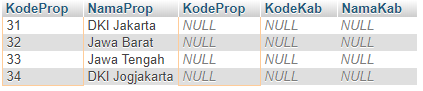 KodeProp NamaProp KodeProp KodeKab NamaKab
31 DKI Jakarta NULL NULL NULL
32 Jawa Barat NULL NULL NULL
33 Jawa Tengah NULL NULL NULL
34 DKI Jogjakarta NULL NULL NULL